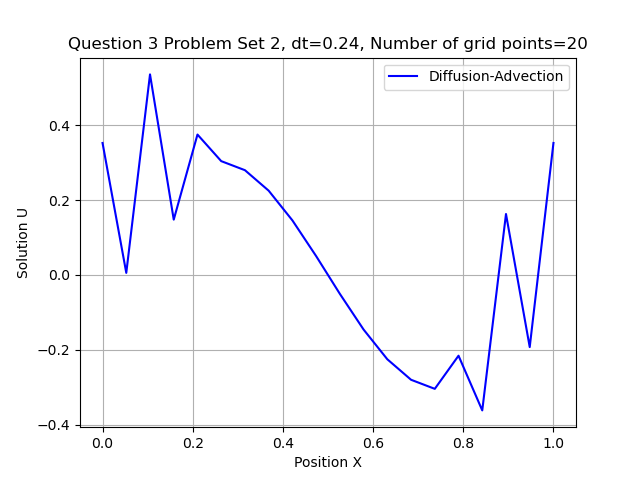 Question 3 Problem Set 2, dt=0.24, Number of grid points=20
Diffusion-Advection
Solution U
0.4
0.2
0.0
−0.2
−0.4
0.0 0.2 0.4 0.6 0.8 1.0
Position X